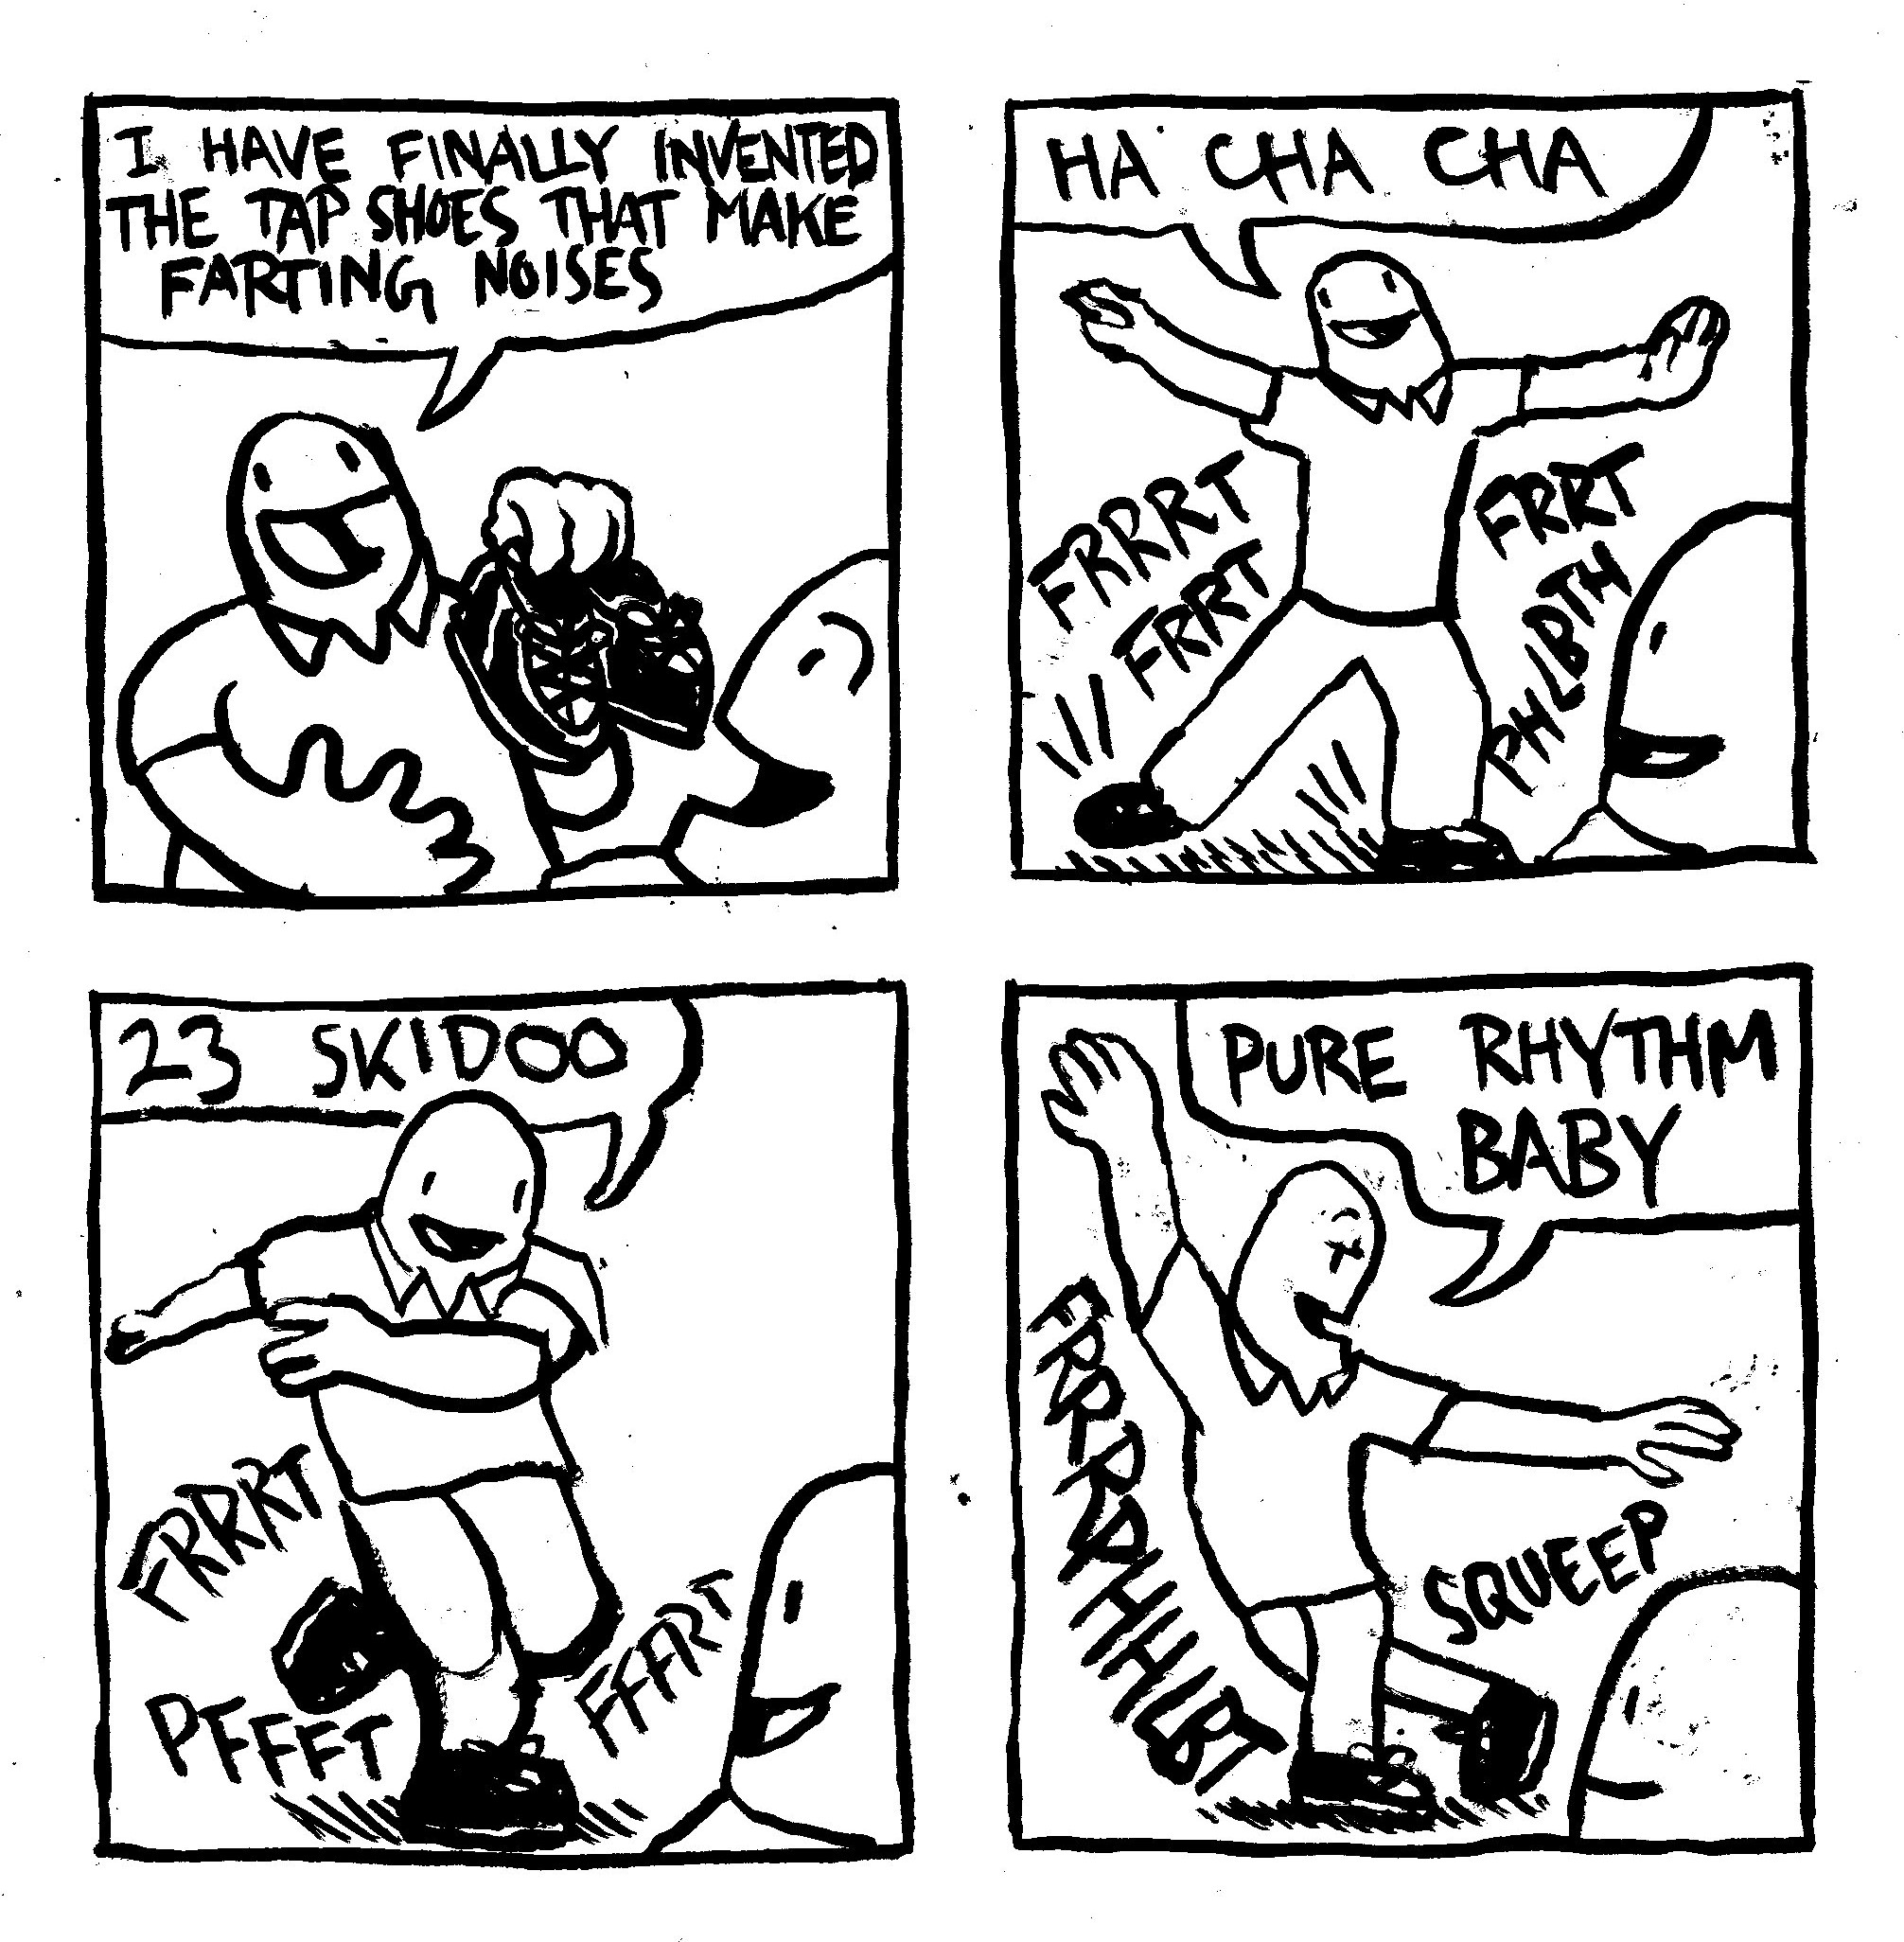 I HAVE FINALLY INVENTED
THE TAP SHOES THAT MAKE
FARTING NOISES
HA CHA CHA
FRRRT
FRRT
FRRT
PHLBTH
23 SKIDOO
FRRRT
PFFFT
FFFRT
PURE RHYTHM
BABY
FRRRRHHHLBT
SQUEEP